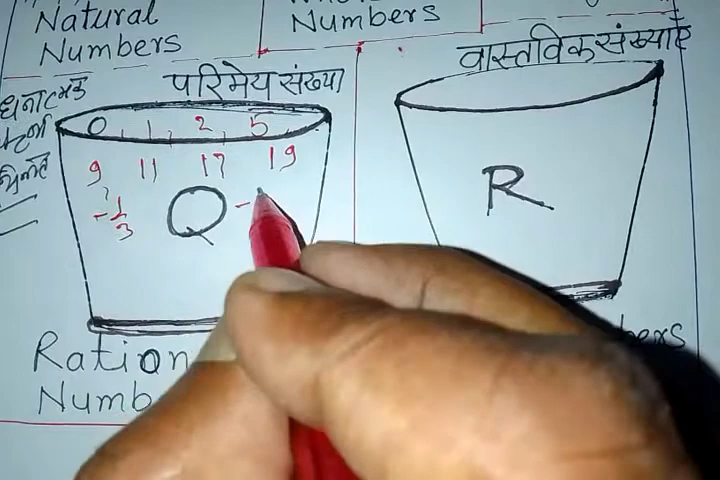 Natural
Numbers
Numbers
परिमेय संख्या
वास्तविक संख्याएं
0, 1, 2, 5,
9, 11 17 19
-1
3
Q -
R
Ration
Numb
bers